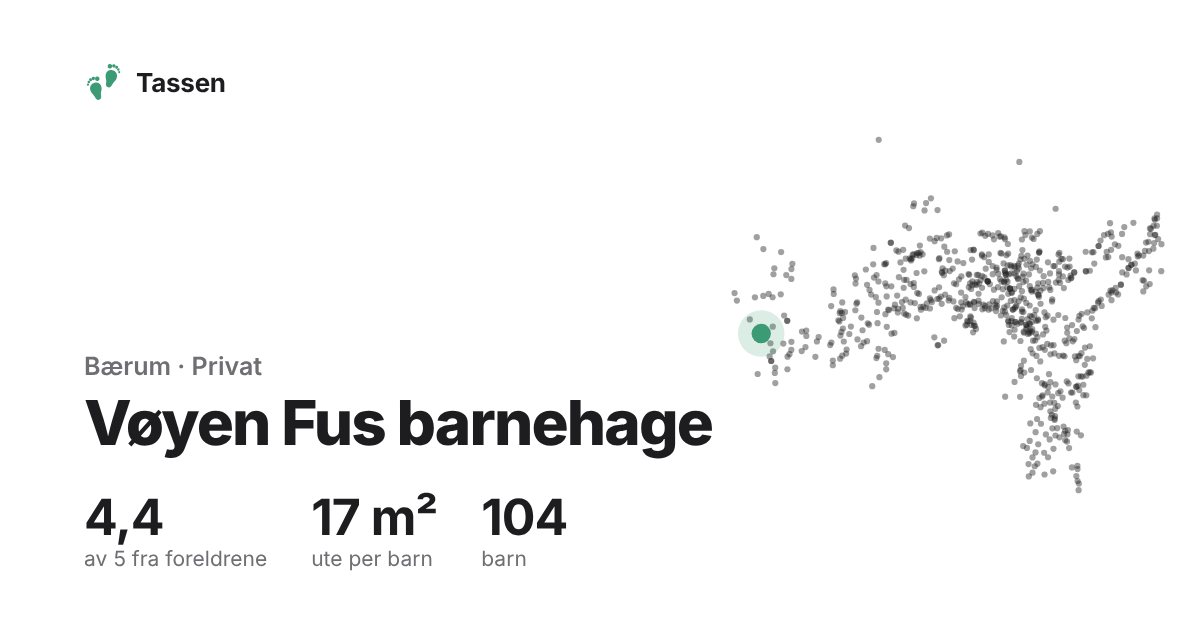 Tassen
Bærum · Privat
Vøyen Fus barnehage
4,4 17 m² 104
av 5 fra foreldrene ute per barn barn